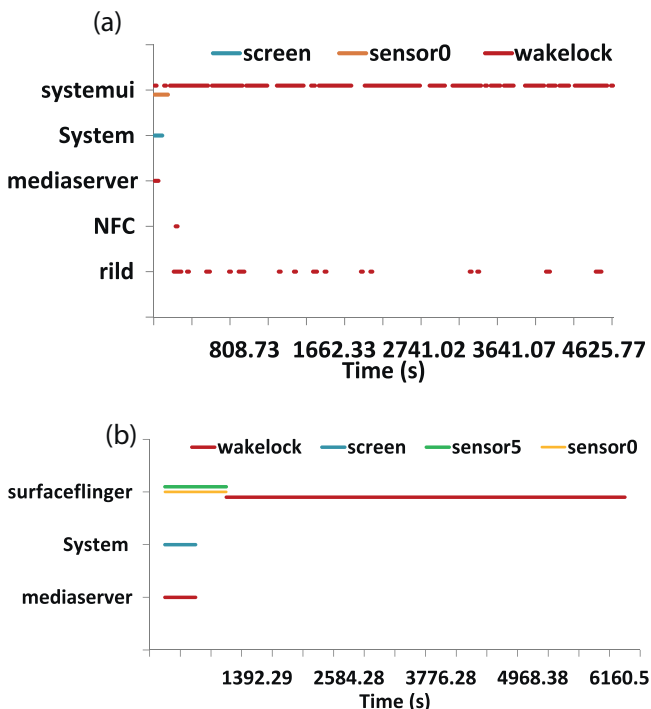 (a)
screen sensor0 wakelock
systemui
System
mediaserver
NFC
rild
808.73 1662.33 2741.02 3641.07 4625.77
Time (s)
(b)
wakelock screen sensor5 sensor0
surfaceflinger
System
mediaserver
1392.29 2584.28 3776.28 4968.38 6160.5
Time (s)